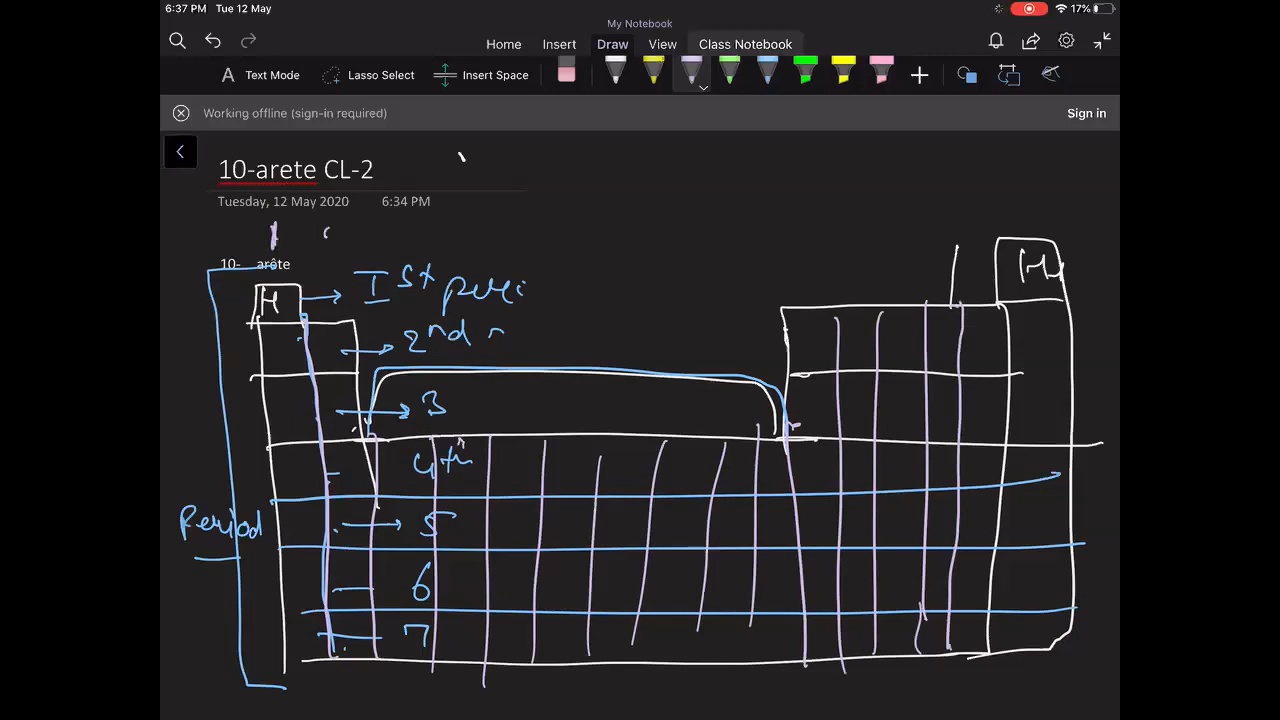 6:37 PM Tue 12 May
17%
My Notebook
Home Insert Draw View Class Notebook
Text Mode Lasso Select Insert Space
Working offline (sign-in required) Sign in
10-arete CL-2
Tuesday, 12 May 2020 6:34 PM
10- arête
H
Ist
2nd
3
4th
Period
5
6
7